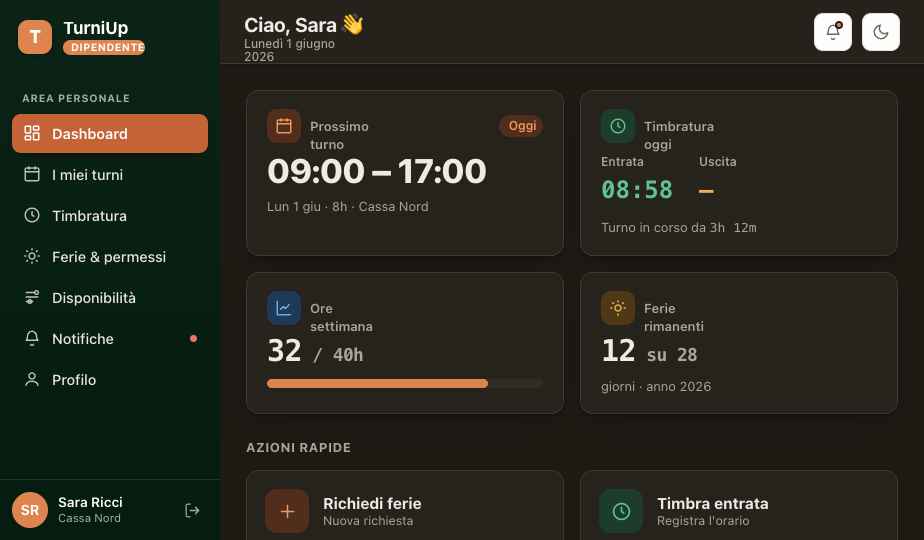 T
TurniUp
DIPENDENTE
AREA PERSONALE
Dashboard
I miei turni
Timbratura
Ferie & permessi
Disponibilità
Notifiche
Profilo
SR
Sara Ricci
Cassa Nord
Ciao, Sara 👋
Lunedì 1 giugno
2026
Prossimo
turno
Oggi
09:00 – 17:00
Lun 1 giu · 8h · Cassa Nord
Timbratura
oggi
Entrata Uscita
08:58 –
Turno in corso da 3h 12m
Ore
settimana
32 / 40h
Ferie
rimanenti
12 su 28
giorni · anno 2026
AZIONI RAPIDE
Richiedi ferie
Nuova richiesta
Timbra entrata
Registra l'orario